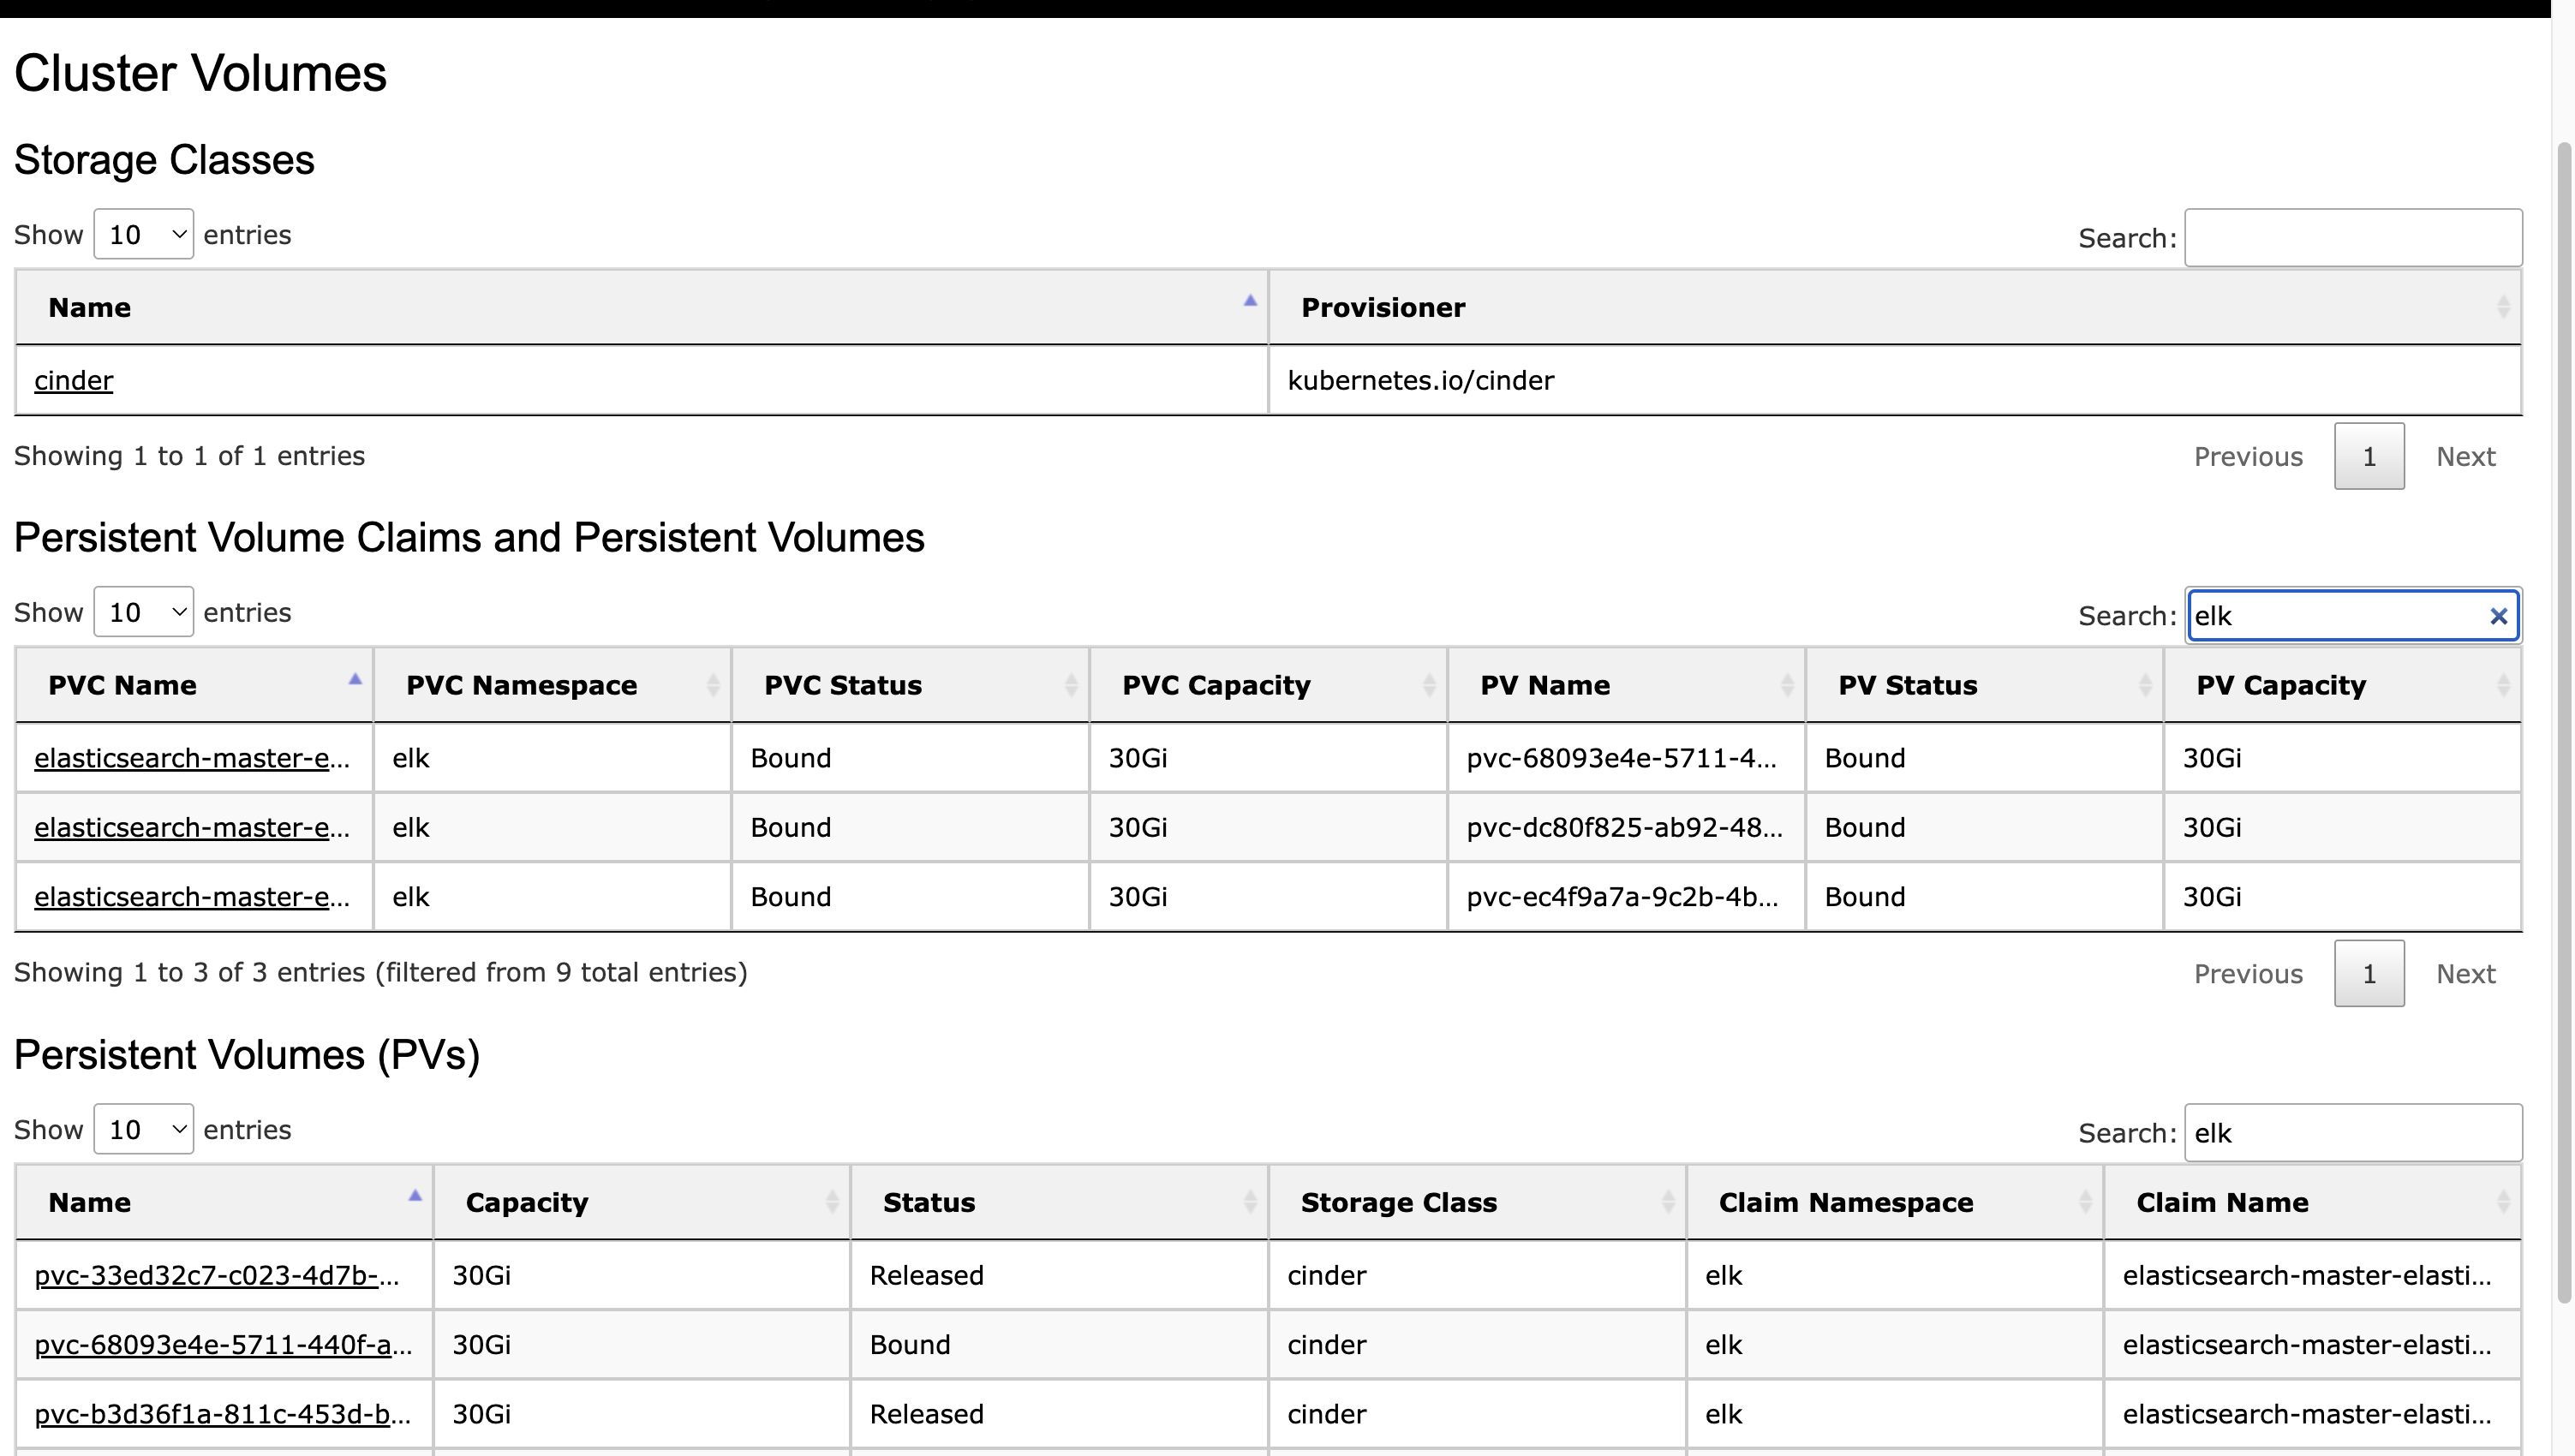 Cluster Volumes
Storage Classes
Show 10 entries
Search:
Name Provisioner
cinder kubernetes.io/cinder
Showing 1 to 1 of 1 entries
Previous 1 Next
Persistent Volume Claims and Persistent Volumes
Show 10 entries
Search: elk
PVC Name PVC Namespace PVC Status PVC Capacity PV Name PV Status PV Capacity
elasticsearch-master-e... elk Bound 30Gi pvc-68093e4e-5711-4... Bound 30Gi
elasticsearch-master-e... elk Bound 30Gi pvc-dc80f825-ab92-48... Bound 30Gi
elasticsearch-master-e... elk Bound 30Gi pvc-ec4f9a7a-9c2b-4b... Bound 30Gi
Showing 1 to 3 of 3 entries (filtered from 9 total entries)
Previous 1 Next
Persistent Volumes (PVs)
Show 10 entries
Search: elk
Name Capacity Status Storage Class Claim Namespace Claim Name
pvc-33ed32c7-c023-4d7b-... 30Gi Released cinder elk elasticsearch-master-elasti...
pvc-68093e4e-5711-440f-a... 30Gi Bound cinder elk elasticsearch-master-elasti...
pvc-b3d36f1a-811c-453d-b... 30Gi Released cinder elk elasticsearch-master-elasti...